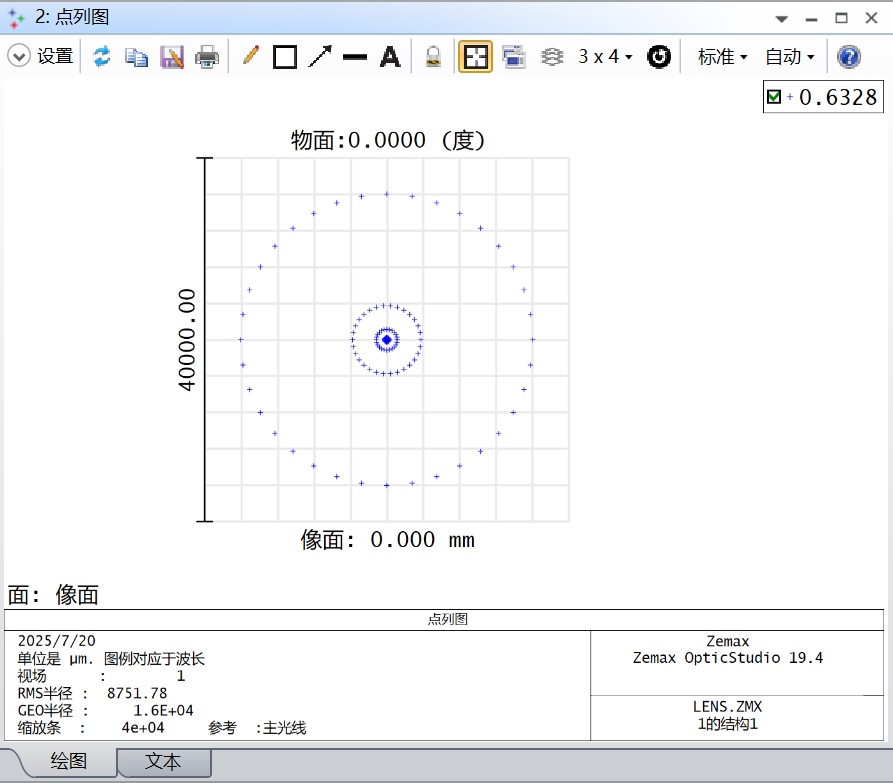 2: 点列图
设置 A 3 x 4 标准 自动 ?
+ 0.6328
物面:0.0000 (度)
40000.00
像面: 0.000 mm
面: 像面
点列图
2025/7/20
单位是 µm. 图例对应于波长
视场 : 1
RMS半径 : 8751.78
GEO半径 : 1.6E+04
缩放条 : 4e+04 参考 :主光线
Zemax
Zemax OpticStudio 19.4
LENS.ZMX
1的结构1
绘图 文本